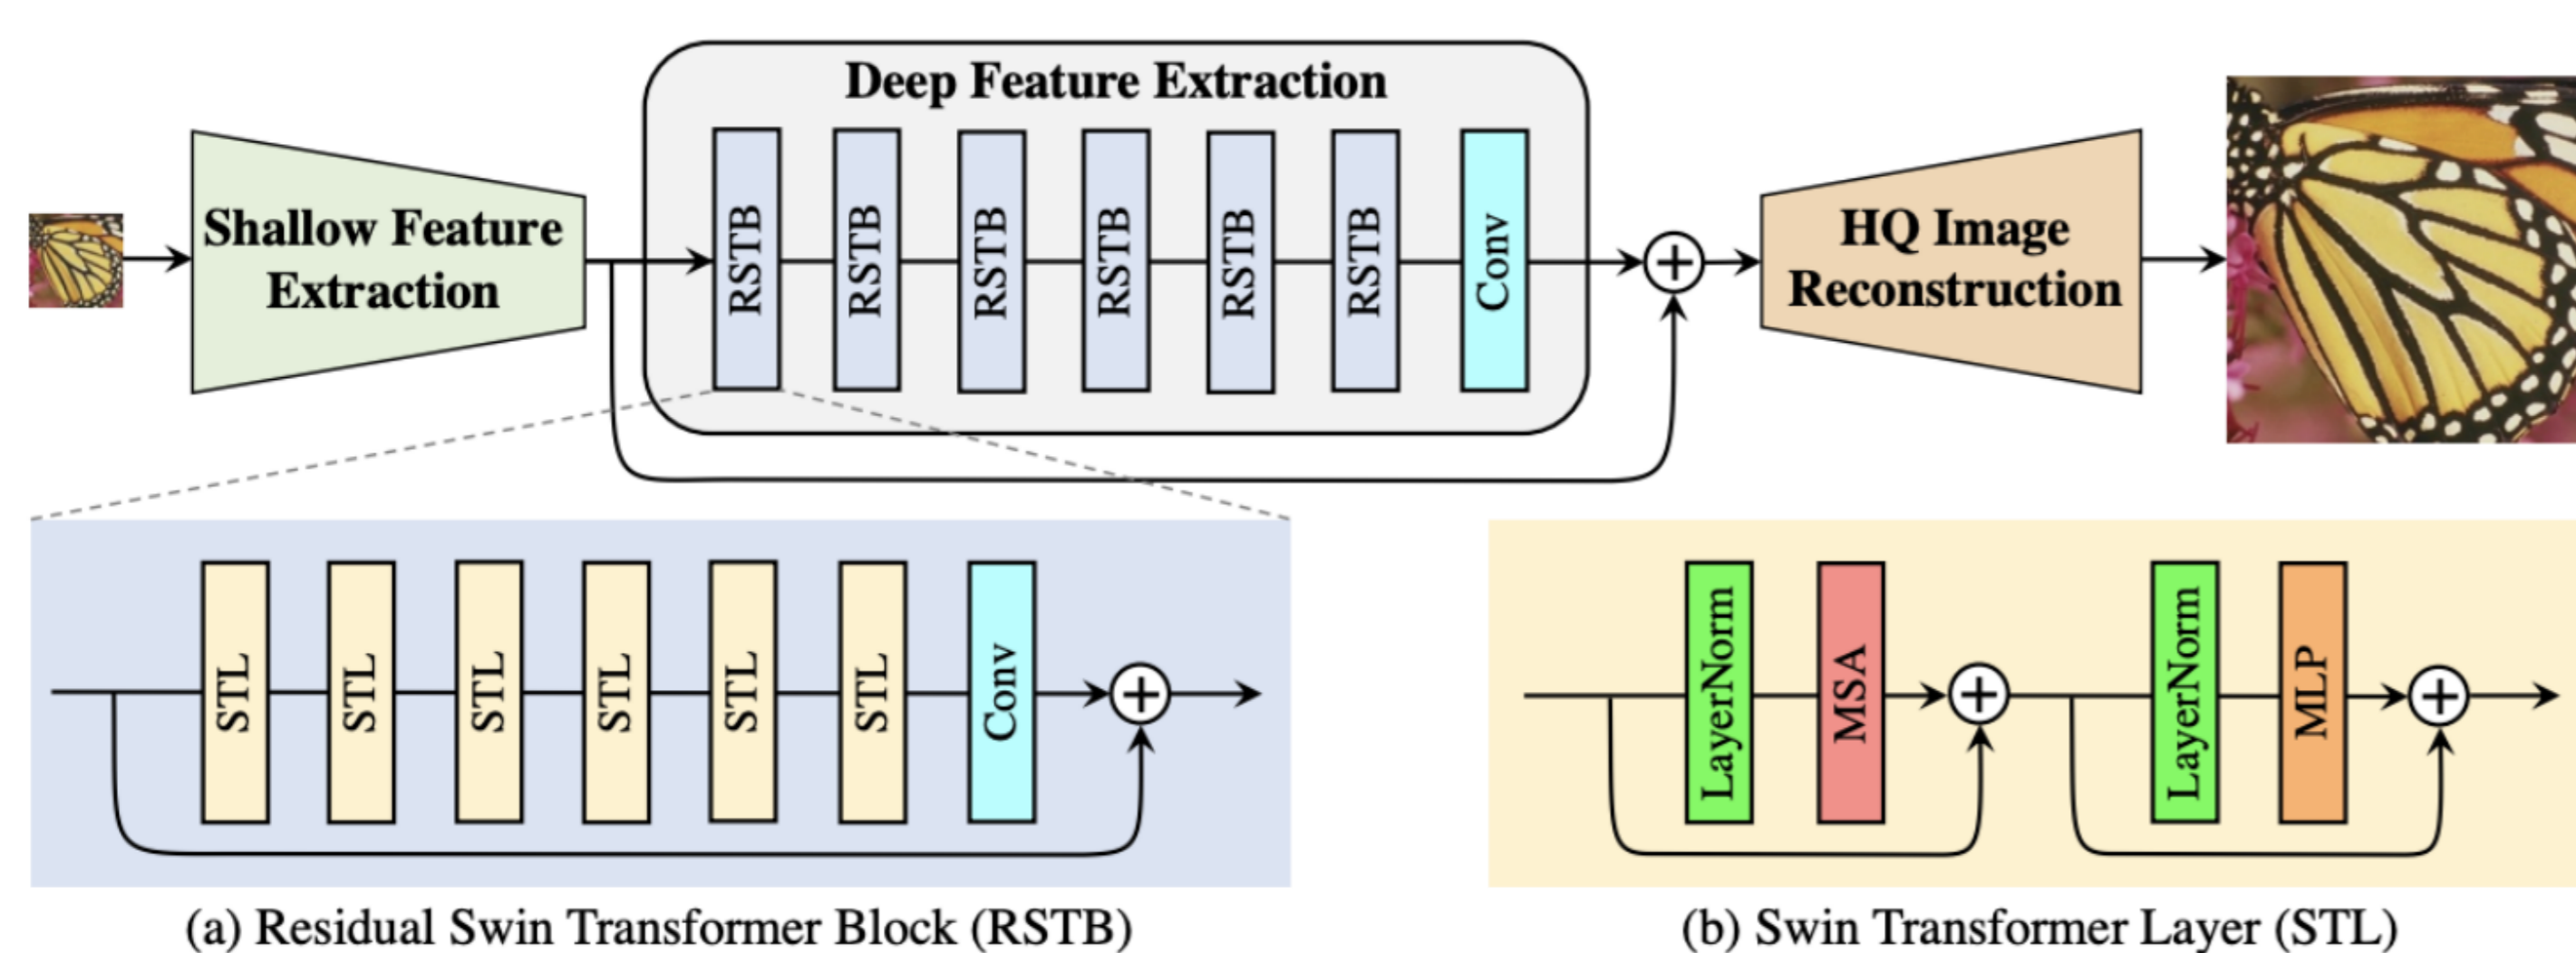 Deep Feature Extraction
Shallow Feature
Extraction
RSTB
RSTB
RSTB
RSTB
RSTB
RSTB
Conv
HQ Image
Reconstruction
STL
STL
STL
STL
STL
STL
Conv
LayerNorm
MSA
LayerNorm
MLP
(a) Residual Swin Transformer Block (RSTB)
(b) Swin Transformer Layer (STL)